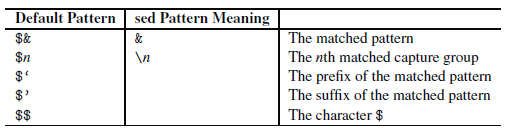 Default Pattern sed Pattern Meaning
$& & The matched pattern
$n \n The nth matched capture group
$‘ The prefix of the matched pattern
$’ The suffix of the matched pattern
$$ The character $